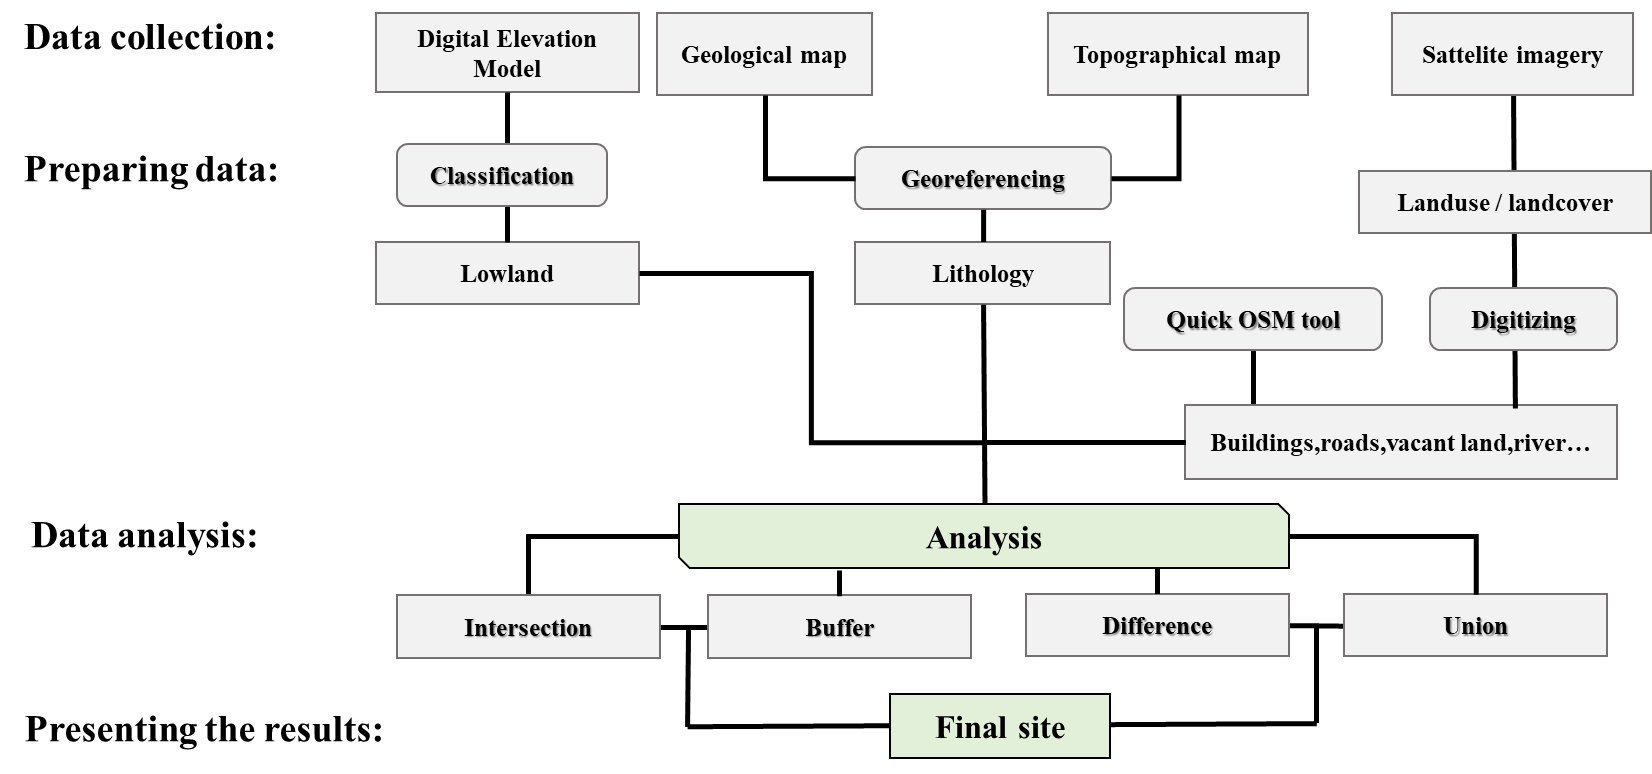 Data collection:
Digital Elevation
Model
Geological map
Topographical map
Sattelite imagery
Preparing data:
Classification
Georeferencing
Landuse / landcover
Lowland
Lithology
Quick OSM tool
Digitizing
Buildings,roads,vacant land,river…
Data analysis:
Analysis
Intersection
Buffer
Difference
Union
Presenting the results:
Final site